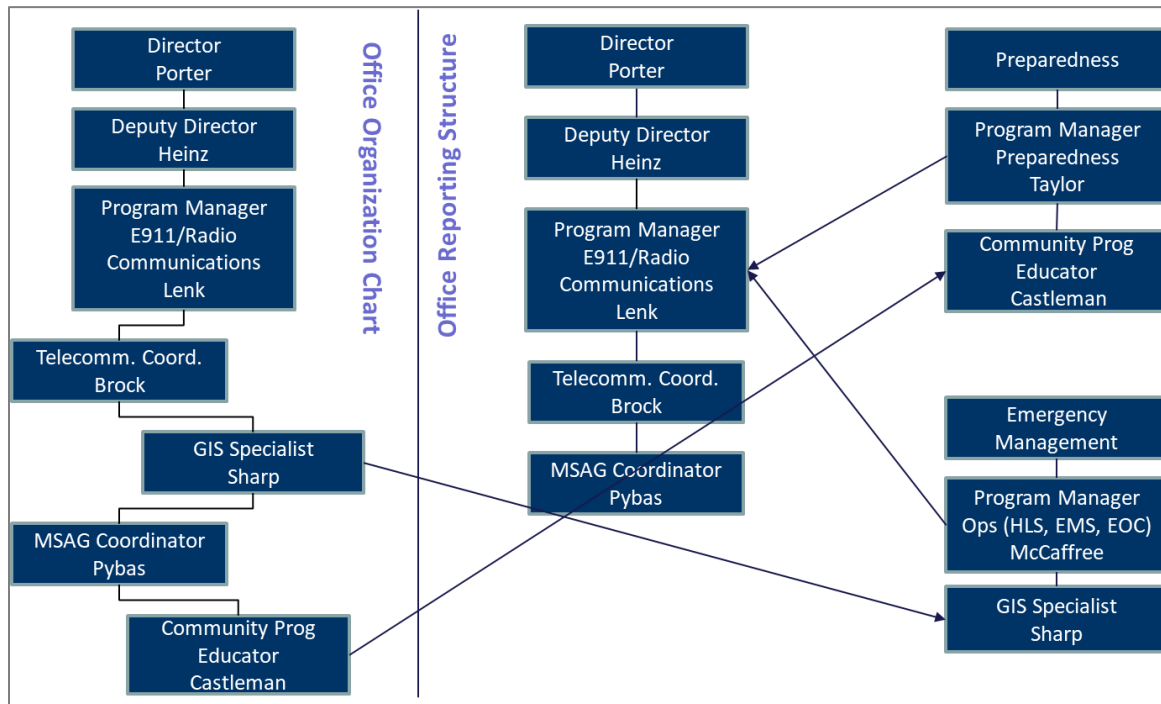 Director
Porter
Deputy Director
Heinz
Program Manager
E911/Radio
Communications
Lenk
Telecomm. Coord.
Brock
GIS Specialist
Sharp
MSAG Coordinator
Pybas
Community Prog
Educator
Castleman
Office Organization Chart
Office Reporting Structure
Director
Porter
Deputy Director
Heinz
Program Manager
E911/Radio
Communications
Lenk
Telecomm. Coord.
Brock
MSAG Coordinator
Pybas
Preparedness
Program Manager
Preparedness
Taylor
Community Prog
Educator
Castleman
Emergency
Management
Program Manager
Ops (HLS, EMS, EOC)
McCaffree
GIS Specialist
Sharp